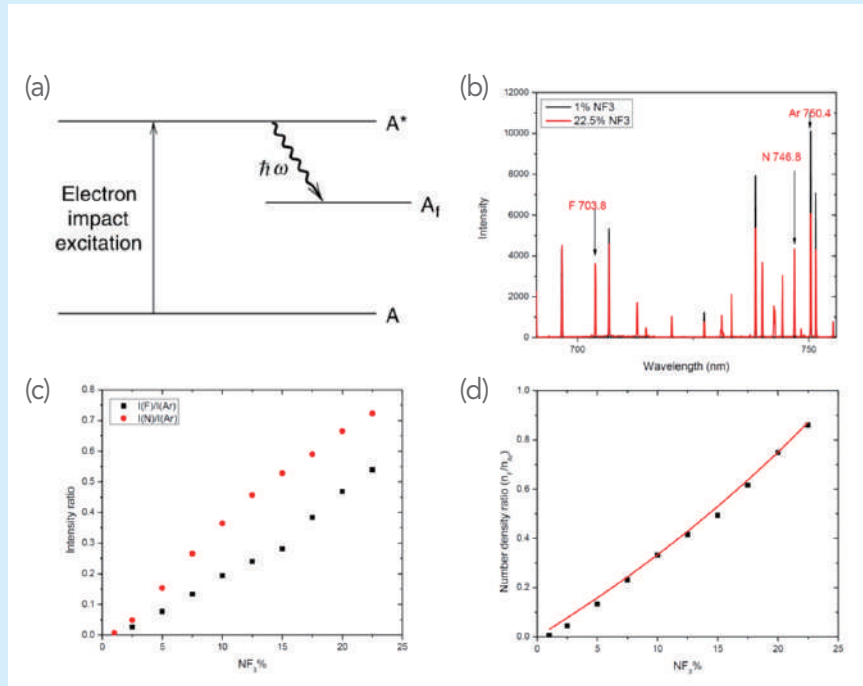 (a)
A*
ħω
A_f
Electron
impact
excitation
A
(b)
12000
10000
8000
6000
4000
2000
0
1% NF3
22.5% NF3
Ar 750.4
N 746.8
F 703.8
Intensity
700
750
Wavelength (nm)
(c)
0.8
0.7
0.6
0.5
0.4
0.3
0.2
0.1
0.0
I(F)/I(Ar)
I(N)/I(Ar)
Intensity ratio
0 5 10 15 20 25
NF₃%
(d)
1.0
0.8
0.6
0.4
0.2
0.0
Number density ratio (n_F/n_Ar)
0 5 10 15 20 25
NF₃%